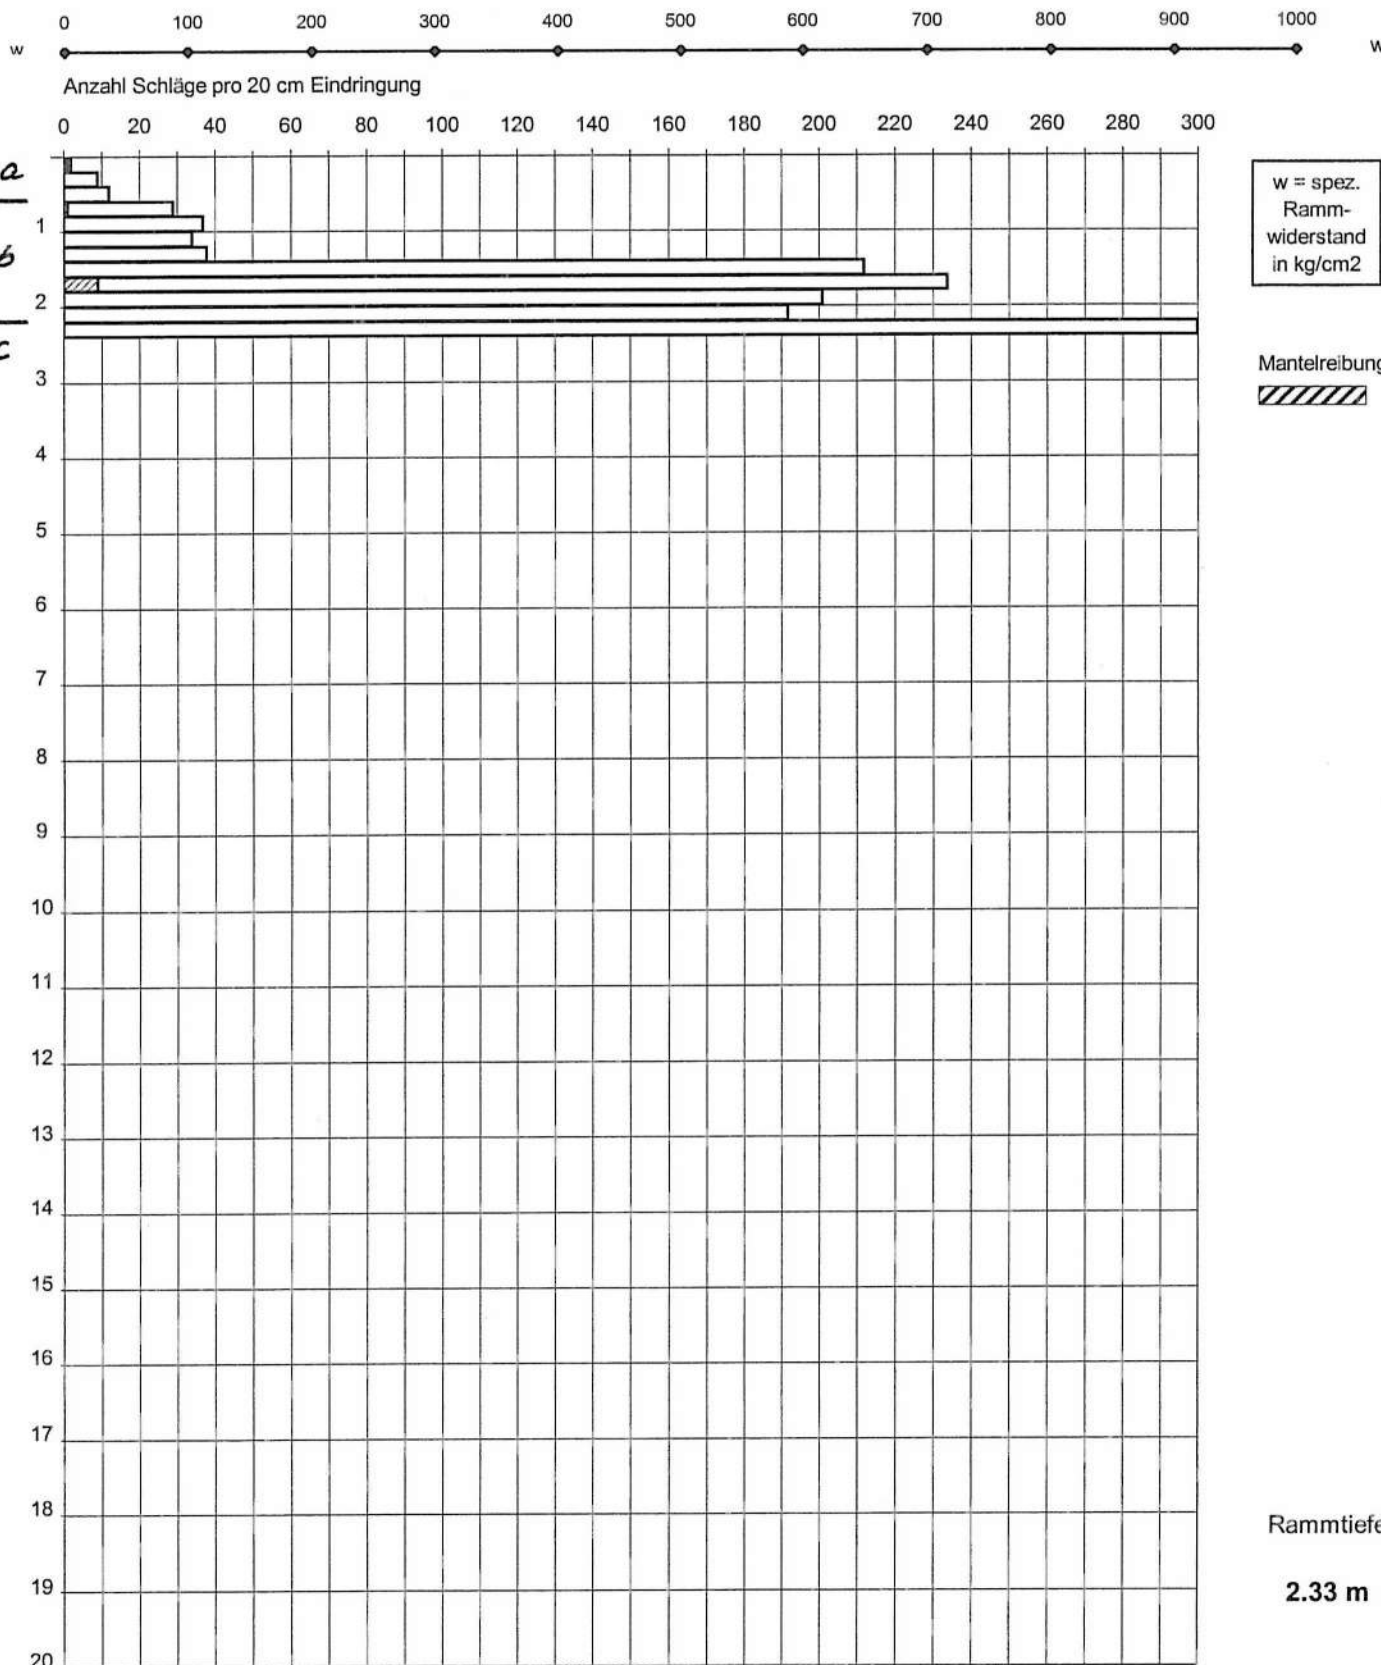 0 100 200 300 400 500 600 700 800 900 1000
w w
Anzahl Schläge pro 20 cm Eindringung
0 20 40 60 80 100 120 140 160 180 200 220 240 260 280 300
a
w = spez.
Ramm-
widerstand
in kg/cm2
1
b
2
c
Mantelreibung
3
4
5
6
7
8
9
10
11
12
13
14
15
16
17
18
Rammtiefe
19
2.33 m
20